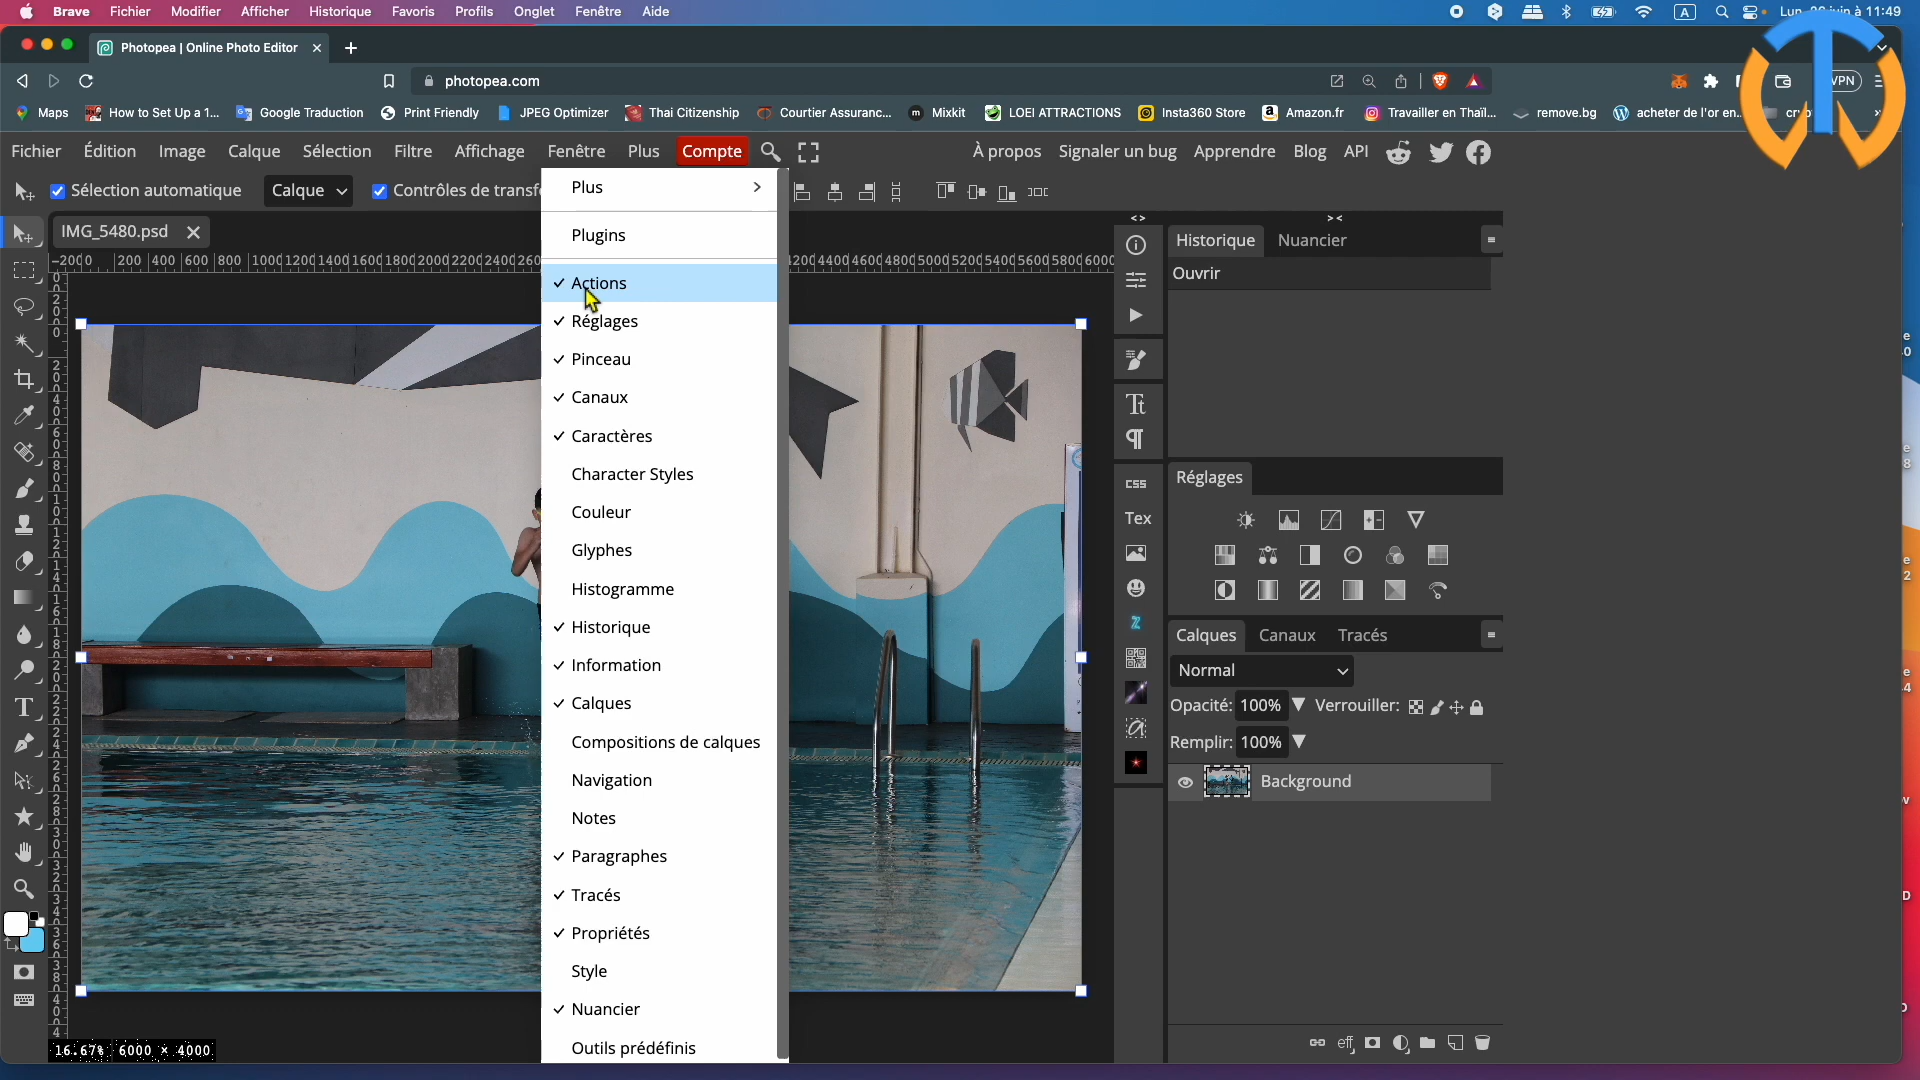 Brave Fichier Modifier Afficher Historique Favoris Profils Onglet Fenêtre Aide A
à 11:49
Photopea | Online Photo Editor
photopea.com VPN
Maps How to Set Up a 1... Google Traduction Print Friendly JPEG Optimizer Thai Citizenship Courtier Assuranc... Mixkit LOEI ATTRACTIONS Insta360 Store Amazon.fr Travailler en Thaïl... remove.bg acheter de l'or en...
Fichier Édition Image Calque Sélection Filtre Affichage Fenêtre Plus Compte À propos Signaler un bug Apprendre Blog API
Sélection automatique Calque Contrôles de transf
IMG_5480.psd
Plus
Plugins
Actions
Réglages
Pinceau
Canaux
Caractères
Character Styles
Couleur
Glyphes
Histogramme
Historique
Information
Calques
Compositions de calques
Navigation
Notes
Paragraphes
Tracés
Propriétés
Style
Nuancier
Outils prédéfinis
CSS
Tex
Historique Nuancier
Ouvrir
Réglages
Calques Canaux Tracés
Normal
Opacité: 100% Verrouiller:
Remplir: 100%
Background
eff
16.67% 6000 × 4000